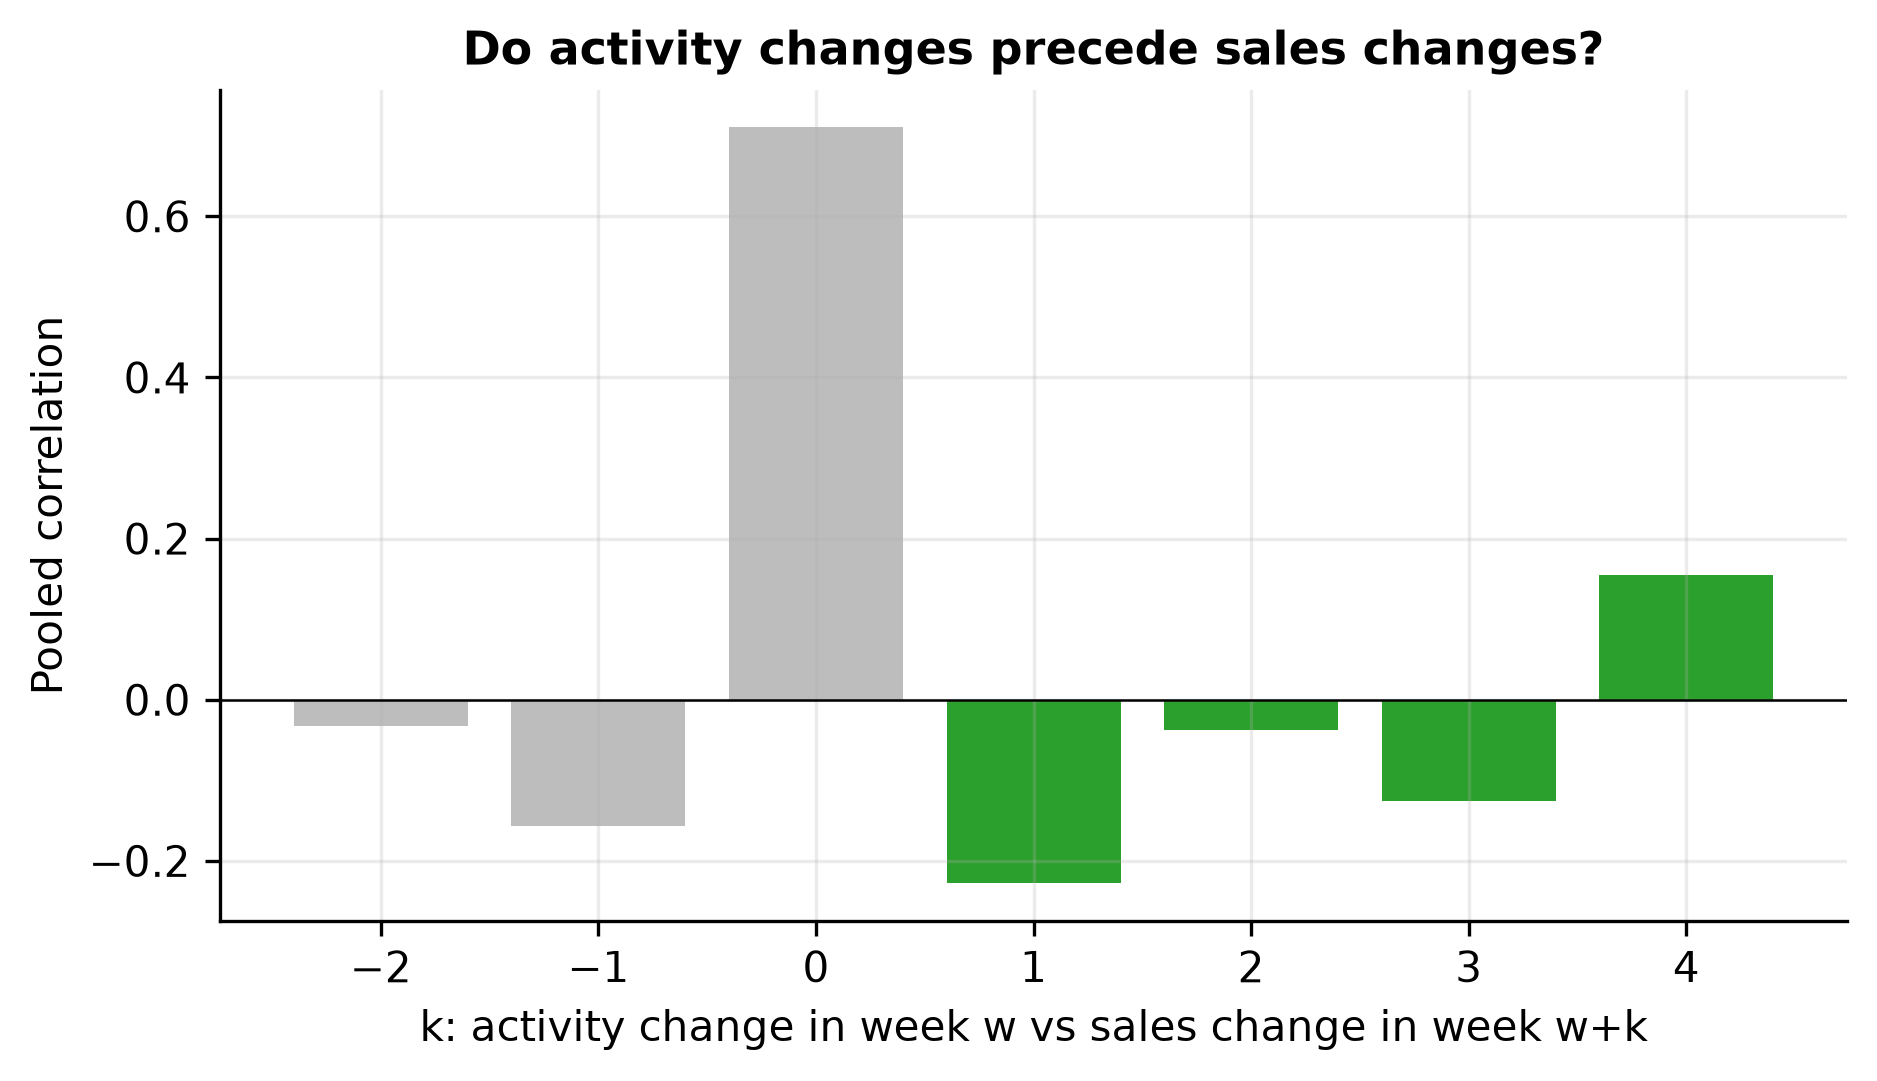 Do activity changes precede sales changes?
Pooled correlation
0.6
0.4
0.2
0.0
−0.2
−2 −1 0 1 2 3 4
k: activity change in week w vs sales change in week w+k